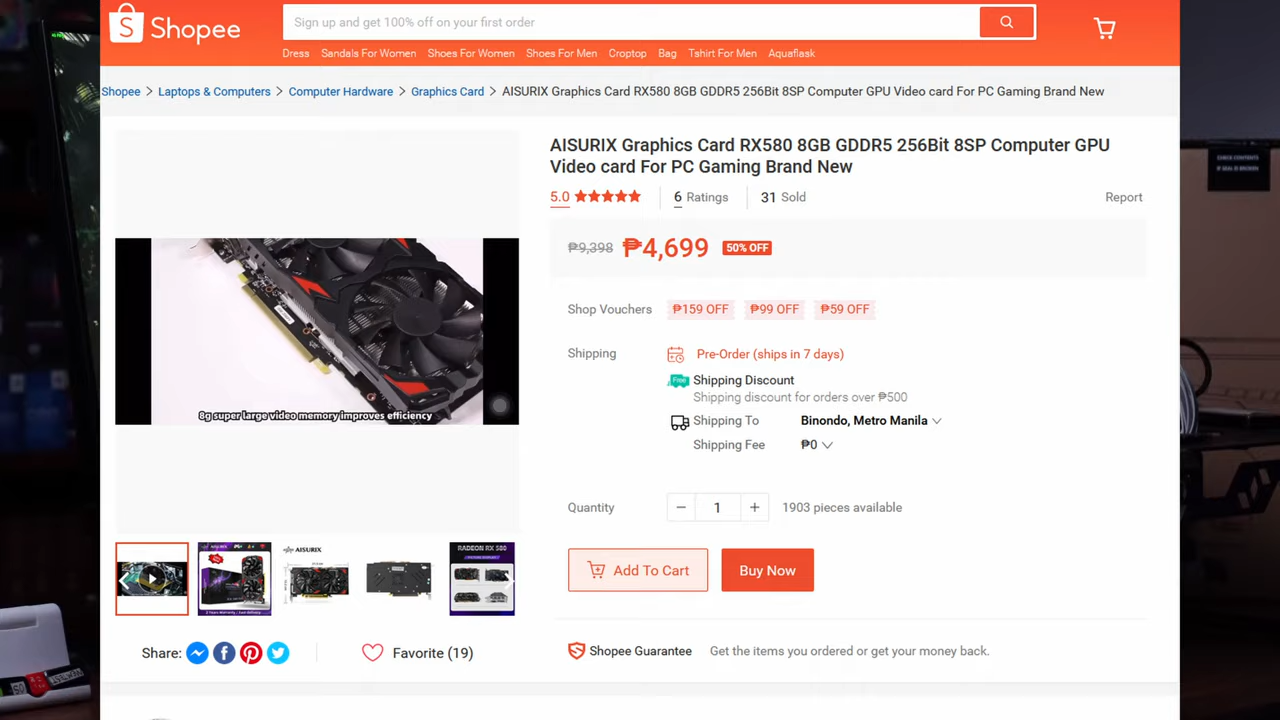 Shopee
Sign up and get 100% off on your first order
Dress Sandals For Women Shoes For Women Shoes For Men Croptop Bag Tshirt For Men Aquaflask
Shopee > Laptops & Computers > Computer Hardware > Graphics Card > AISURIX Graphics Card RX580 8GB GDDR5 256Bit 8SP Computer GPU Video card For PC Gaming Brand New
AISURIX Graphics Card RX580 8GB GDDR5 256Bit 8SP Computer GPU
Video card For PC Gaming Brand New
5.0 6 Ratings 31 Sold Report
₱9,398 ₱4,699 50% OFF
Shop Vouchers ₱159 OFF ₱99 OFF ₱59 OFF
Shipping Pre-Order (ships in 7 days)
Free Shipping Discount
Shipping discount for orders over ₱500
Shipping To Binondo, Metro Manila
Shipping Fee ₱0
8g super large video memory improves efficiency
Quantity − 1 + 1903 pieces available
AISURIX
RADEON RX 580
Add To Cart Buy Now
Share: Favorite (19)
Shopee Guarantee Get the items you ordered or get your money back.